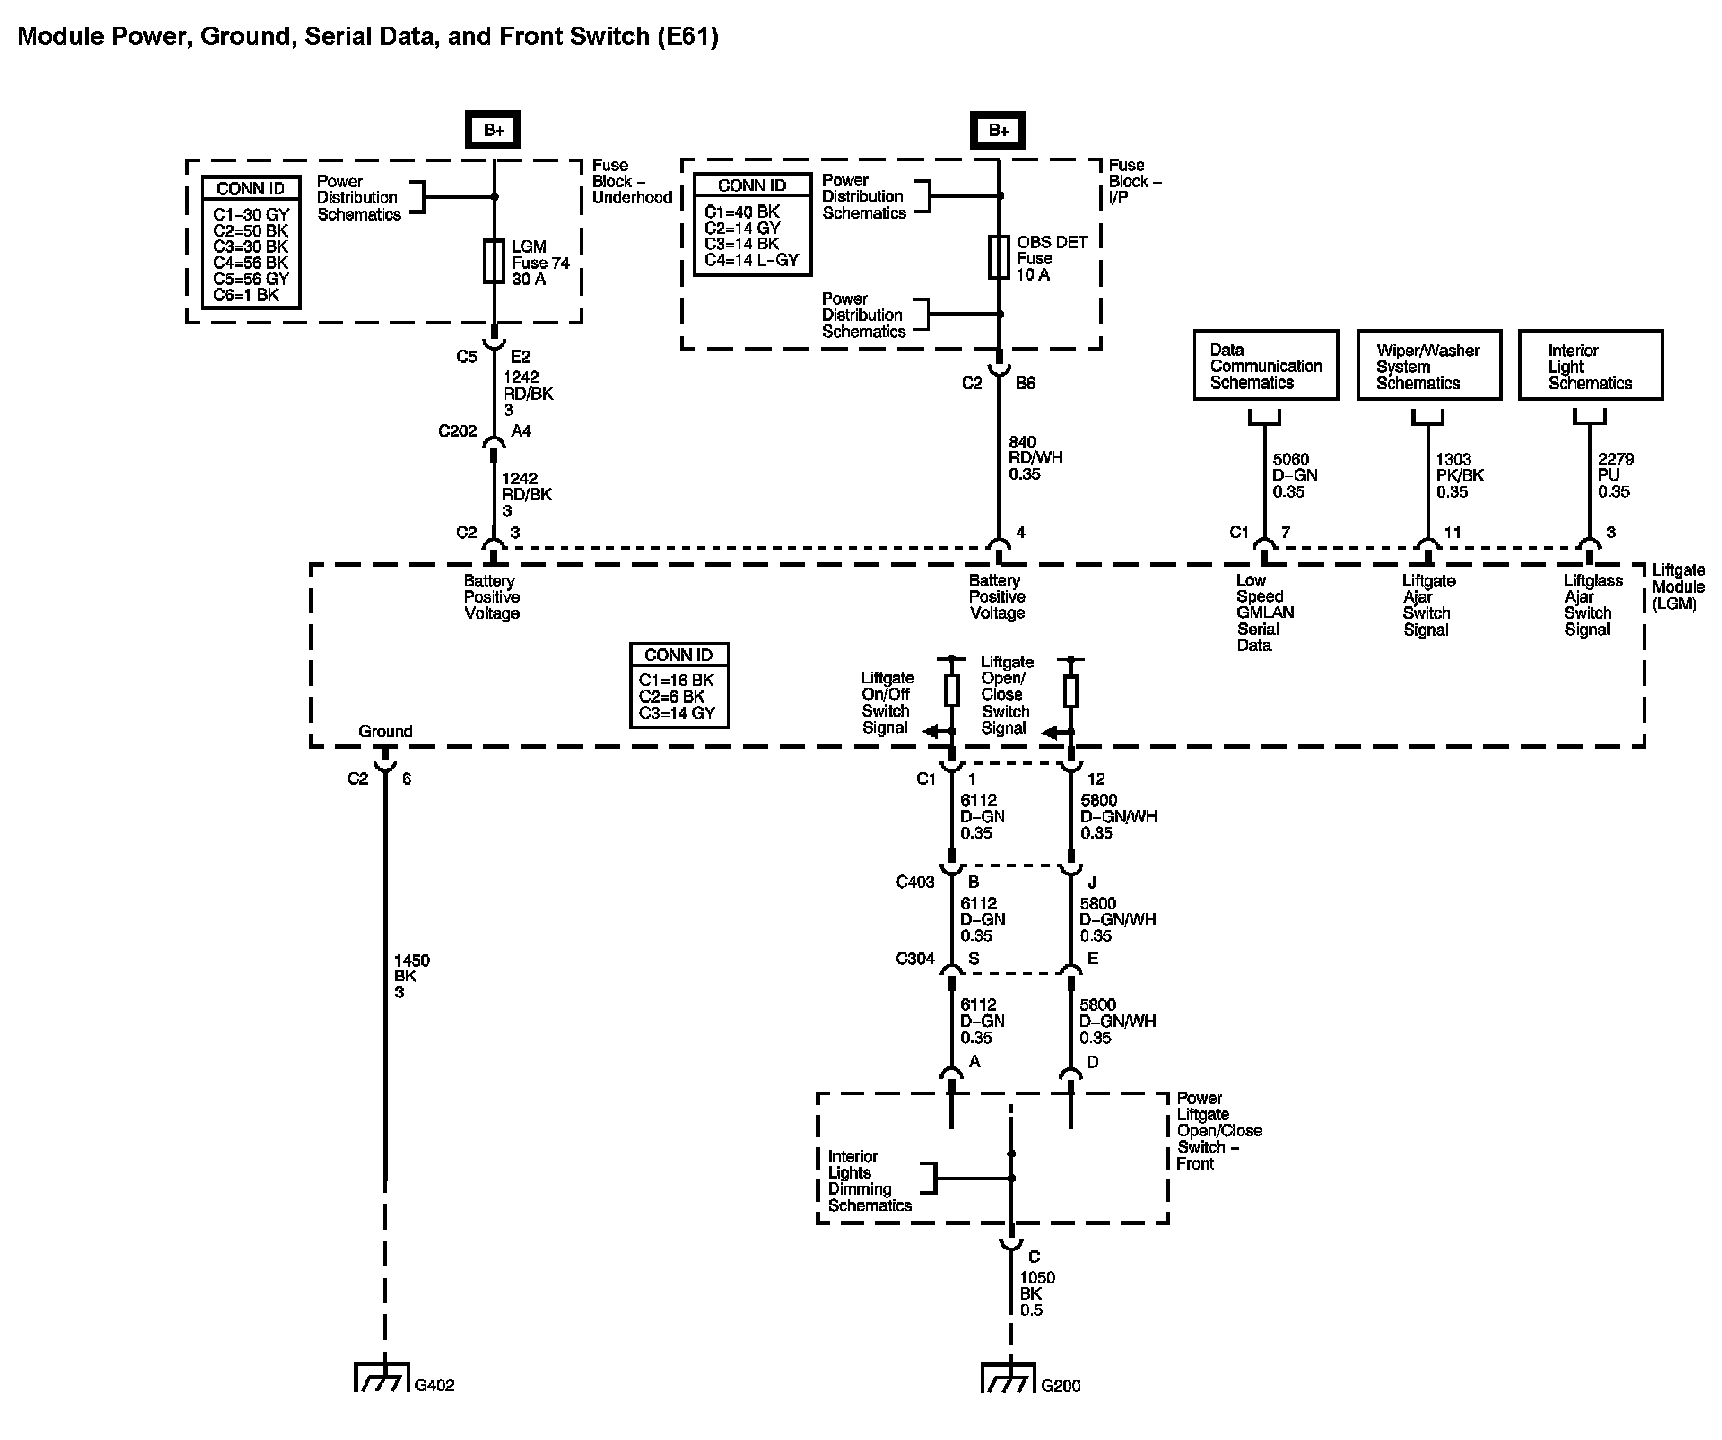 Module Power, Ground, Serial Data, and Front Switch (E61)
B+
B+
CONN ID
C1-30 GY
C2=50 BK
C3=30 BK
C4=56 BK
C5=56 GY
C6=1 BK
Power
Distribution
Schematics
LGM
Fuse 74
30 A
Fuse
Block –
Underhood
CONN ID
C1=40 BK
C2=14 GY
C3=14 BK
C4=14 L-GY
Power
Distribution
Schematics
OBS DET
Fuse
10 A
Power
Distribution
Schematics
Fuse
Block –
I/P
C5 E2
1242
RD/BK
3
C202 A4
1242
RD/BK
3
C2 3
C2 B6
840
RD/WH
0.35
4
Data
Communication
Schematics
Wiper/Washer
System
Schematics
Interior
Light
Schematics
5060
D-GN
0.35
1303
PK/BK
0.35
2279
PU
0.35
C1 7
11
3
Battery
Positive
Voltage
Battery
Positive
Voltage
Low
Speed
GMLAN
Serial
Data
Liftgate
Ajar
Switch
Signal
Liftglass
Ajar
Switch
Signal
Liftgate
Module
(LGM)
CONN ID
C1=16 BK
C2=6 BK
C3=14 GY
Liftgate
On/Off
Switch
Signal
Liftgate
Open/
Close
Switch
Signal
Ground
C2 6
C1 1
12
6112
D-GN
0.35
5800
D-GN/WH
0.35
C403 B
J
6112
D-GN
0.35
5800
D-GN/WH
0.35
C304 S
E
1450
BK
3
6112
D-GN
0.35
5800
D-GN/WH
0.35
A
D
Power
Liftgate
Open/Close
Switch –
Front
Interior
Lights
Dimming
Schematics
C
1050
BK
0.5
G402
G200